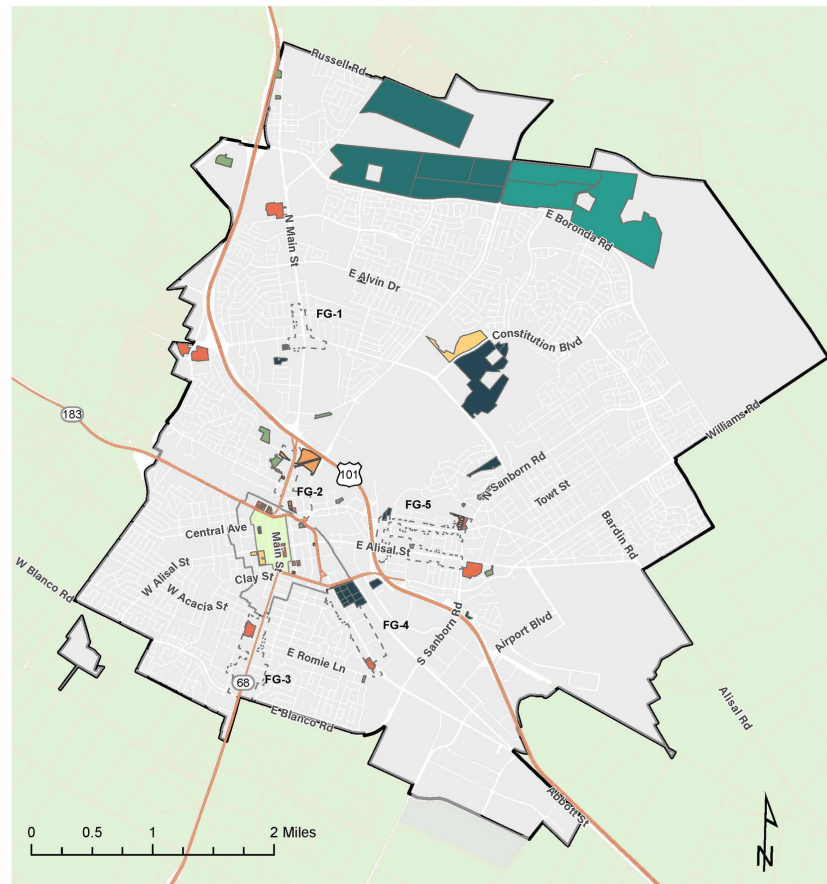 Russell Rd
E Boronda Rd
N Main St
E Alvin Dr
FG-1
Constitution Blvd
183
Williams Rd
101
N Sanborn Rd
FG-2
Towt St
FG-5
Bardin Rd
Central Ave
Main St
E Alisal St
W Blanco Rd
W Alisal St
Clay St
W Acacia St
FG-4
S Sanborn Rd
Airport Blvd
E Romie Ln
FG-3
68
Alisal Rd
E Blanco Rd
Abbott St
0 0.5 1 2 Miles
N